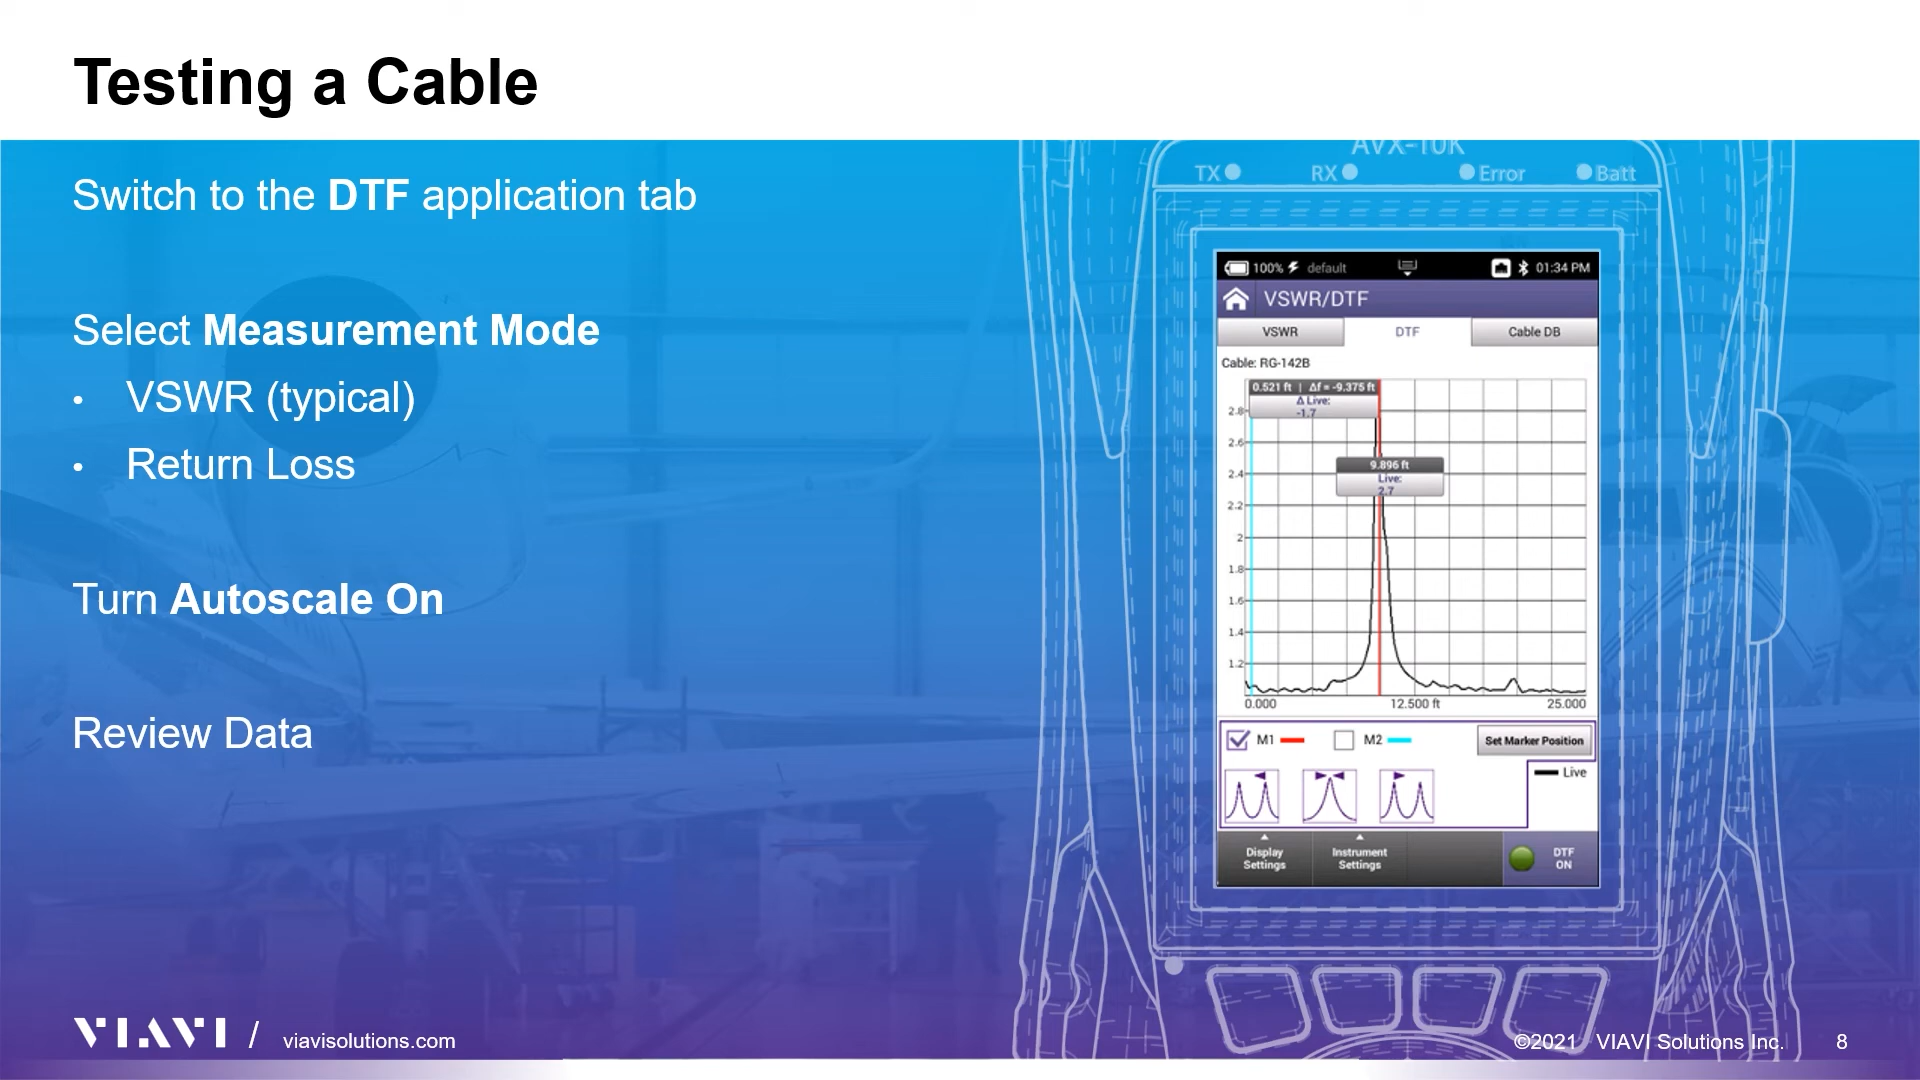 Testing a Cable
Switch to the DTF application tab
Select Measurement Mode
• VSWR (typical)
• Return Loss
Turn Autoscale On
Review Data
AVX-10K
TX RX Error Batt
100% default 01:34 PM
VSWR/DTF
VSWR DTF Cable DB
Cable: RG-142B
0.521 ft | Δf = -9.375 ft
Δ Live:
-1.7
2.8
2.6
9.896 ft
2.4
Live:
2.7
2.2
2
1.8
1.6
1.4
1.2
0.000 12.500 ft 25.000
M1 M2 Set Marker Position
Live
Display Settings
Instrument Settings
DTF ON
VIAVI / viavisolutions.com
©2021 VIAVI Solutions Inc. 8